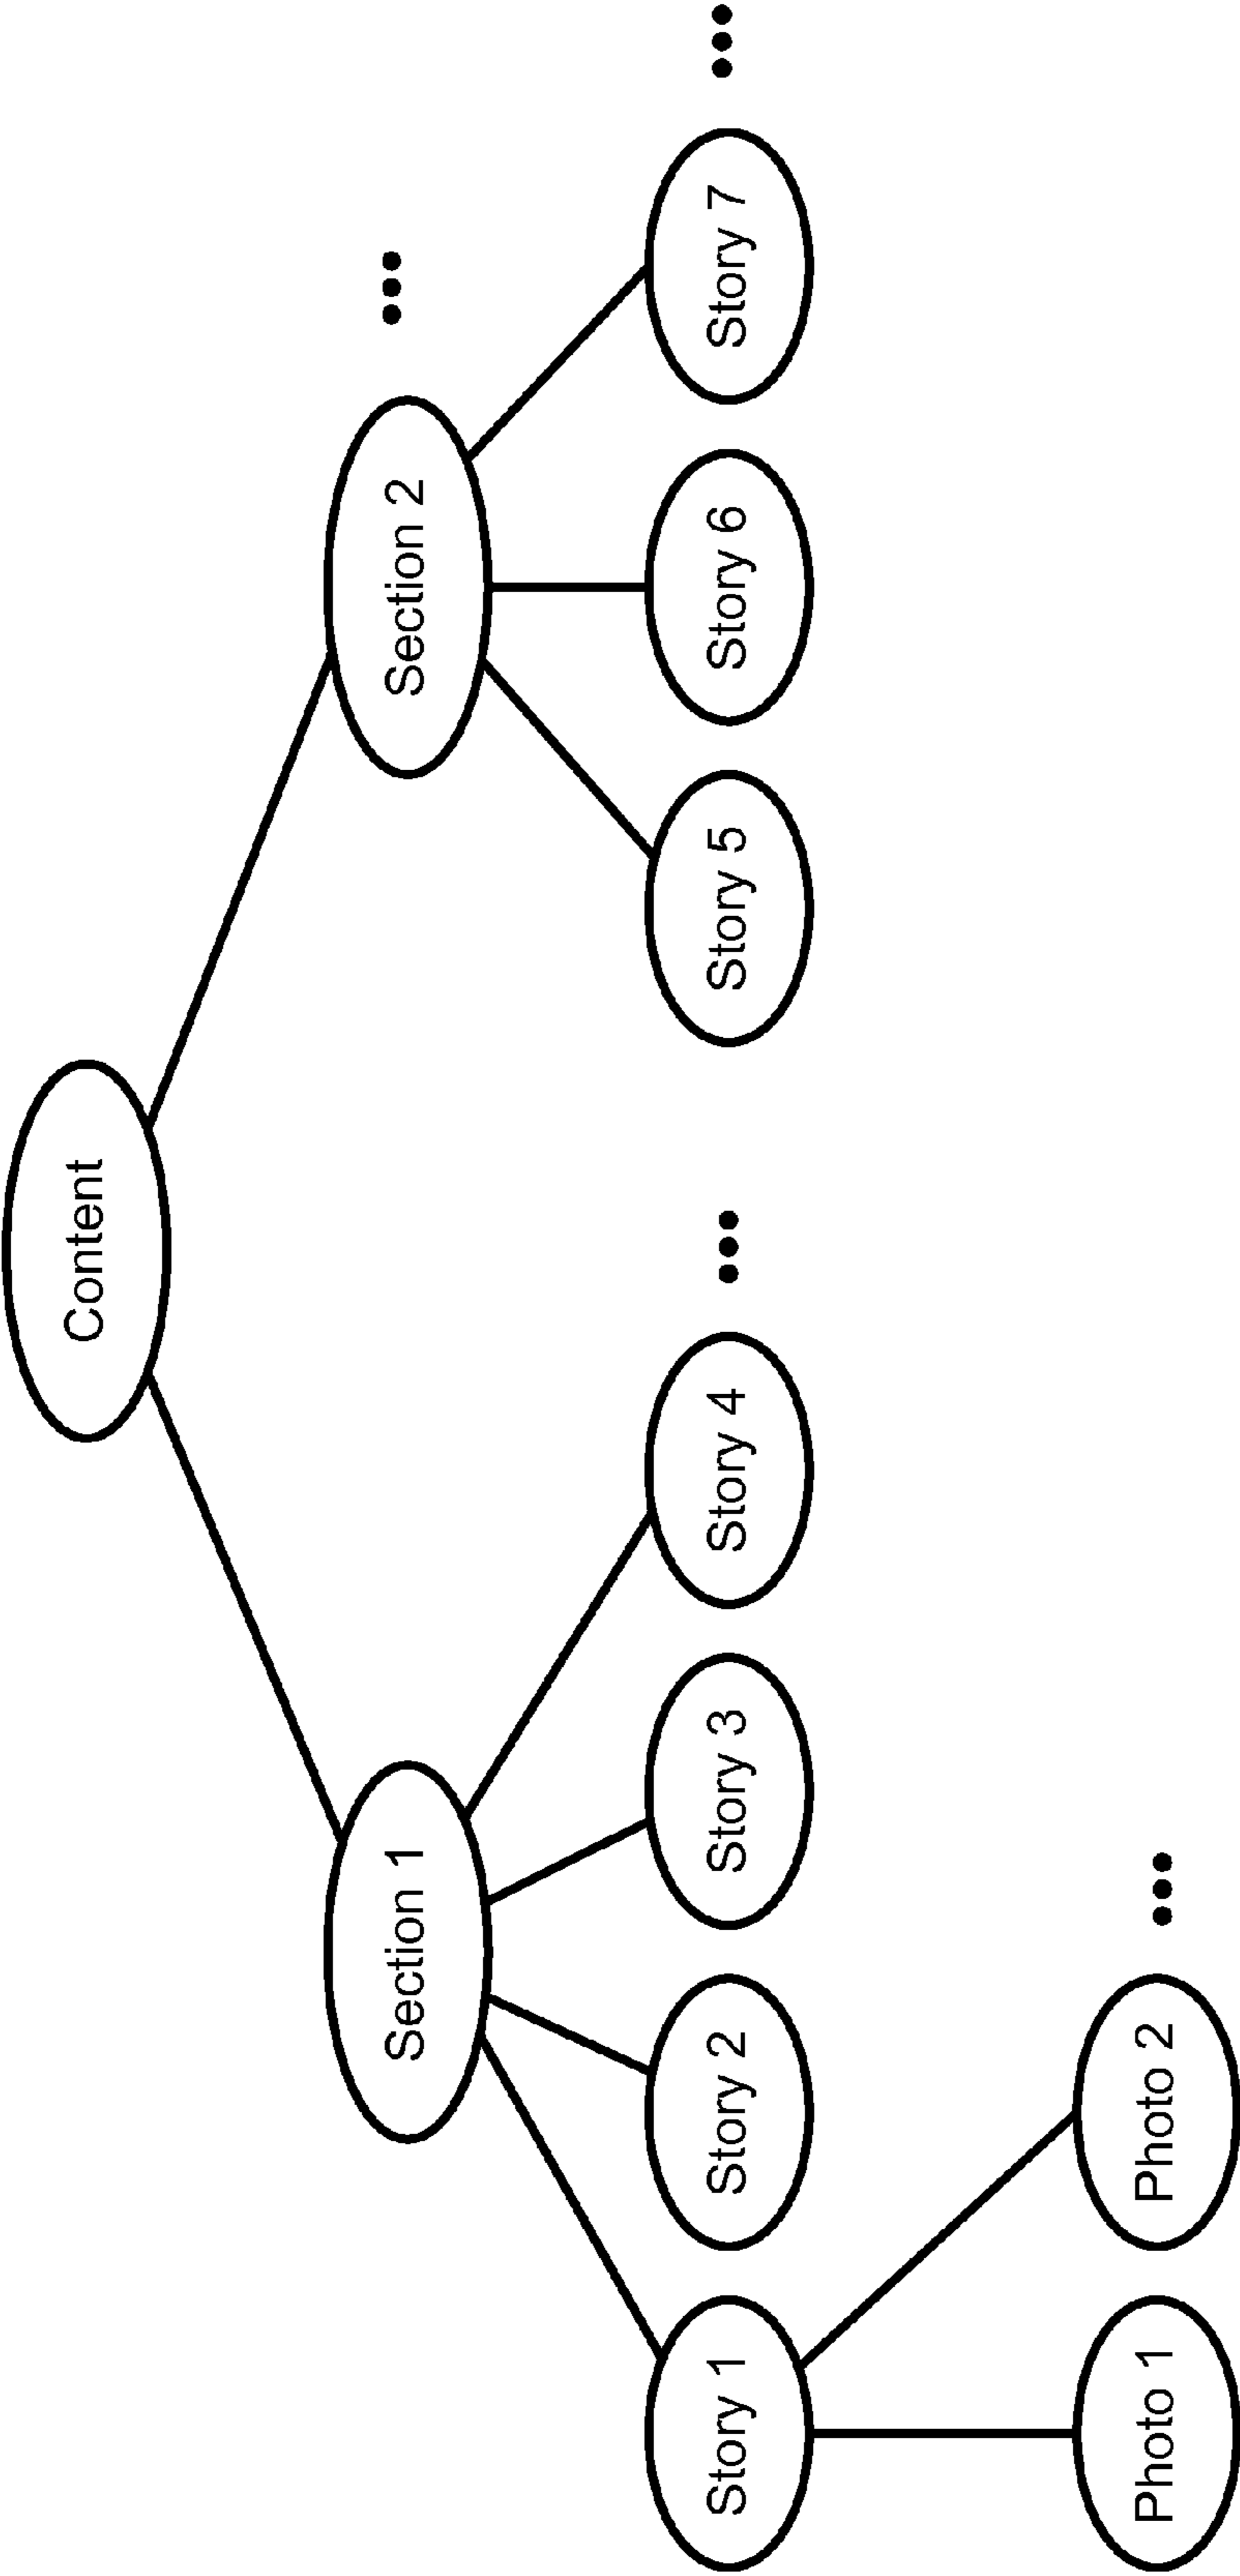 Content
Section 1
Section 2
Story 1
Story 2
Story 3
Story 4
Story 5
Story 6
Story 7
Photo 1
Photo 2